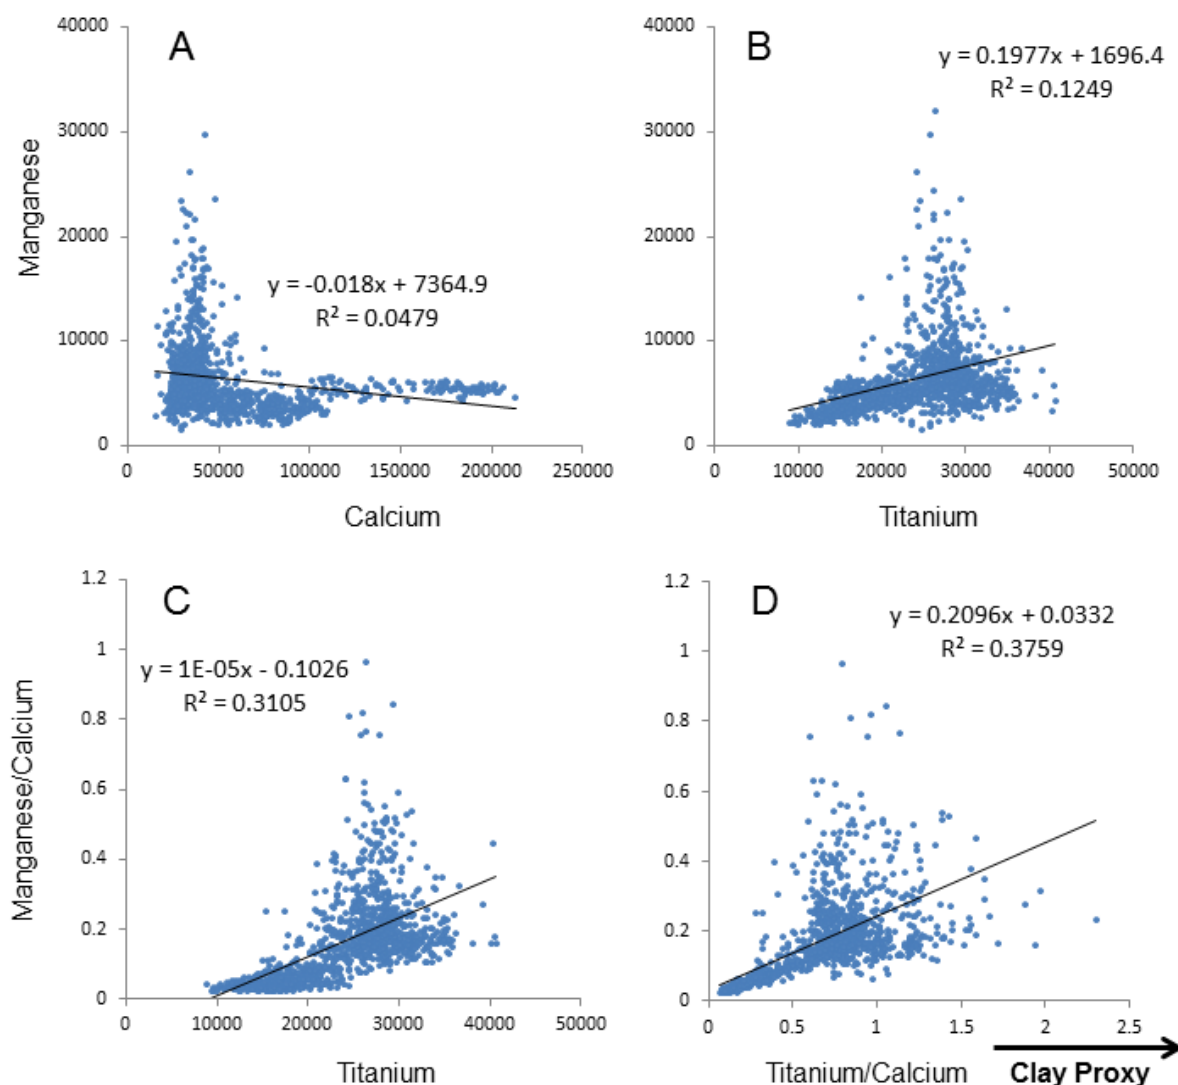 A
y = -0.018x + 7364.9
R² = 0.0479
Manganese
40000
30000
20000
10000
0
0 50000 100000 150000 200000 250000
Calcium
B
y = 0.1977x + 1696.4
R² = 0.1249
40000
30000
20000
10000
0
0 10000 20000 30000 40000 50000
Titanium
C
y = 1E-05x - 0.1026
R² = 0.3105
Manganese/Calcium
1.2
1
0.8
0.6
0.4
0.2
0
0 10000 20000 30000 40000 50000
Titanium
D
y = 0.2096x + 0.0332
R² = 0.3759
1.2
1
0.8
0.6
0.4
0.2
0
0 0.5 1 1.5 2 2.5
Titanium/Calcium Clay Proxy